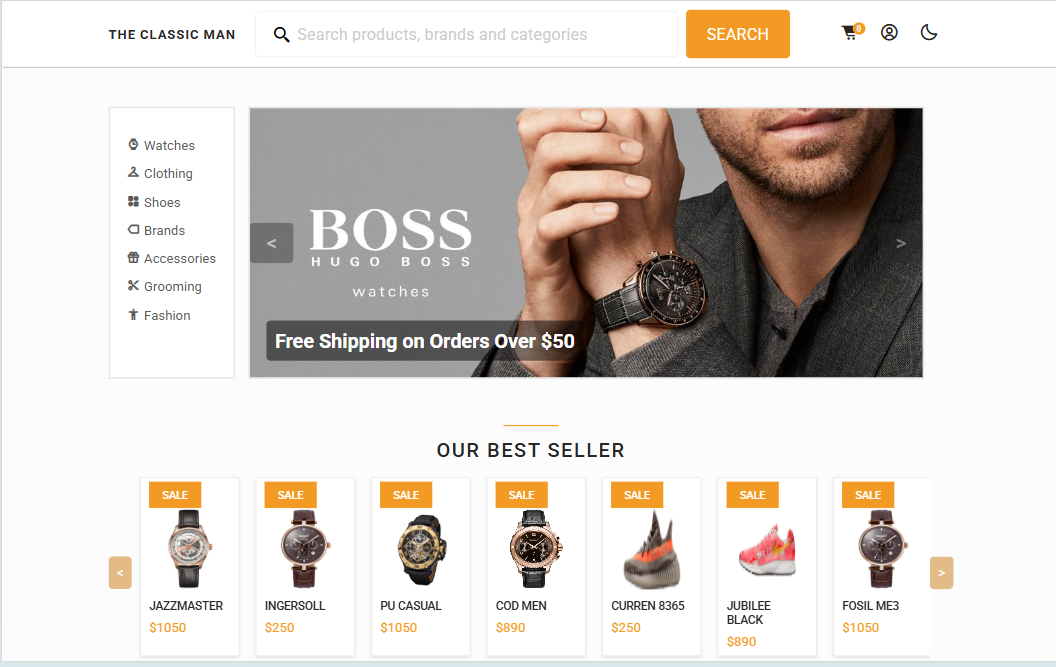 THE CLASSIC MAN
Search products, brands and categories
SEARCH
0
Watches
Clothing
Shoes
Brands
Accessories
Grooming
Fashion
<
>
BOSS
HUGO BOSS
watches
Free Shipping on Orders Over $50
OUR BEST SELLER
<
SALE
JAZZMASTER
$1050
SALE
INGERSOLL
$250
SALE
PU CASUAL
$1050
SALE
COD MEN
$890
SALE
CURREN 8365
$250
SALE
JUBILEE
BLACK
$890
SALE
FOSIL ME3
$1050
>